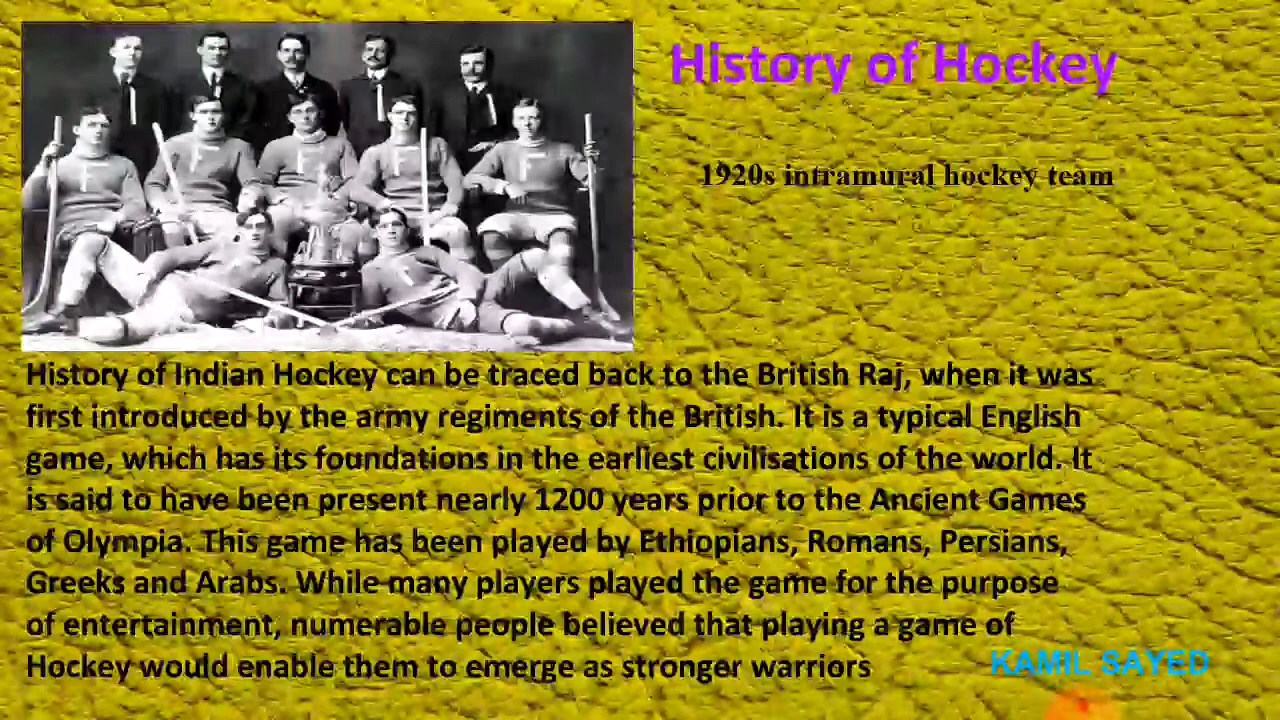 History of Hockey
1920s intramural hockey team
F F F F F
History of Indian Hockey can be traced back to the British Raj, when it was
first introduced by the army regiments of the British. It is a typical English
game, which has its foundations in the earliest civilisations of the world. It
is said to have been present nearly 1200 years prior to the Ancient Games
of Olympia. This game has been played by Ethiopians, Romans, Persians,
Greeks and Arabs. While many players played the game for the purpose
of entertainment, numerable people believed that playing a game of
Hockey would enable them to emerge as stronger warriors
KAMIL SAYED